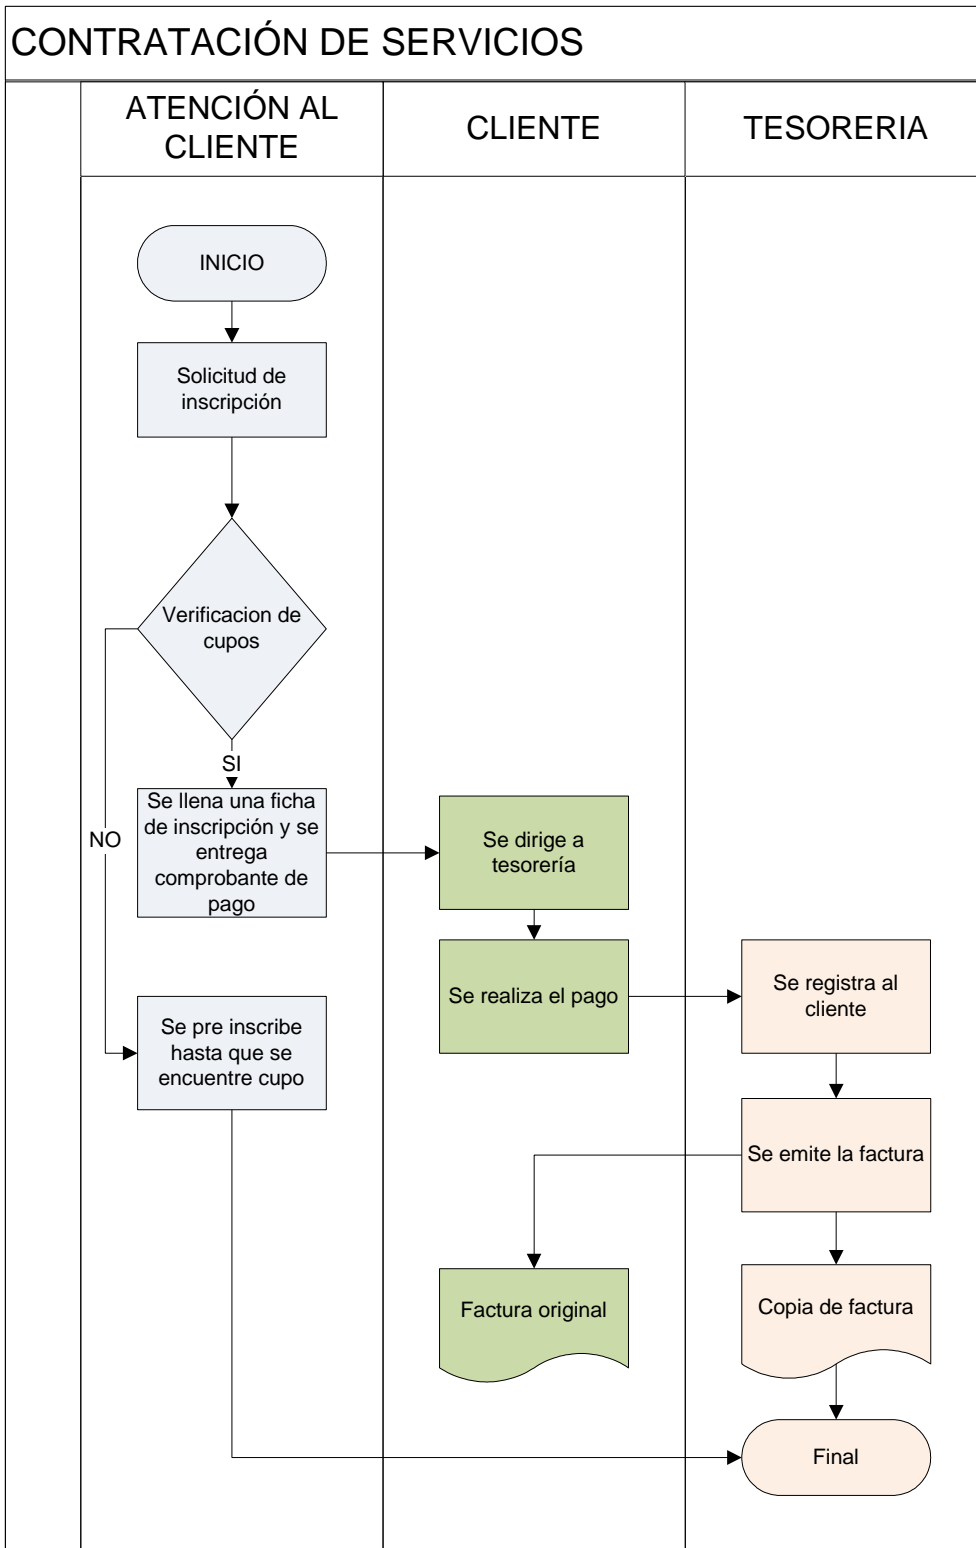 CONTRATACIÓN DE SERVICIOS
ATENCIÓN AL
CLIENTE
CLIENTE
TESORERIA
INICIO
Solicitud de
inscripción
Verificacion de
cupos
SI
NO
Se llena una ficha
de inscripción y se
entrega
comprobante de
pago
Se dirige a
tesorería
Se realiza el pago
Se registra al
cliente
Se pre inscribe
hasta que se
encuentre cupo
Se emite la factura
Factura original
Copia de factura
Final